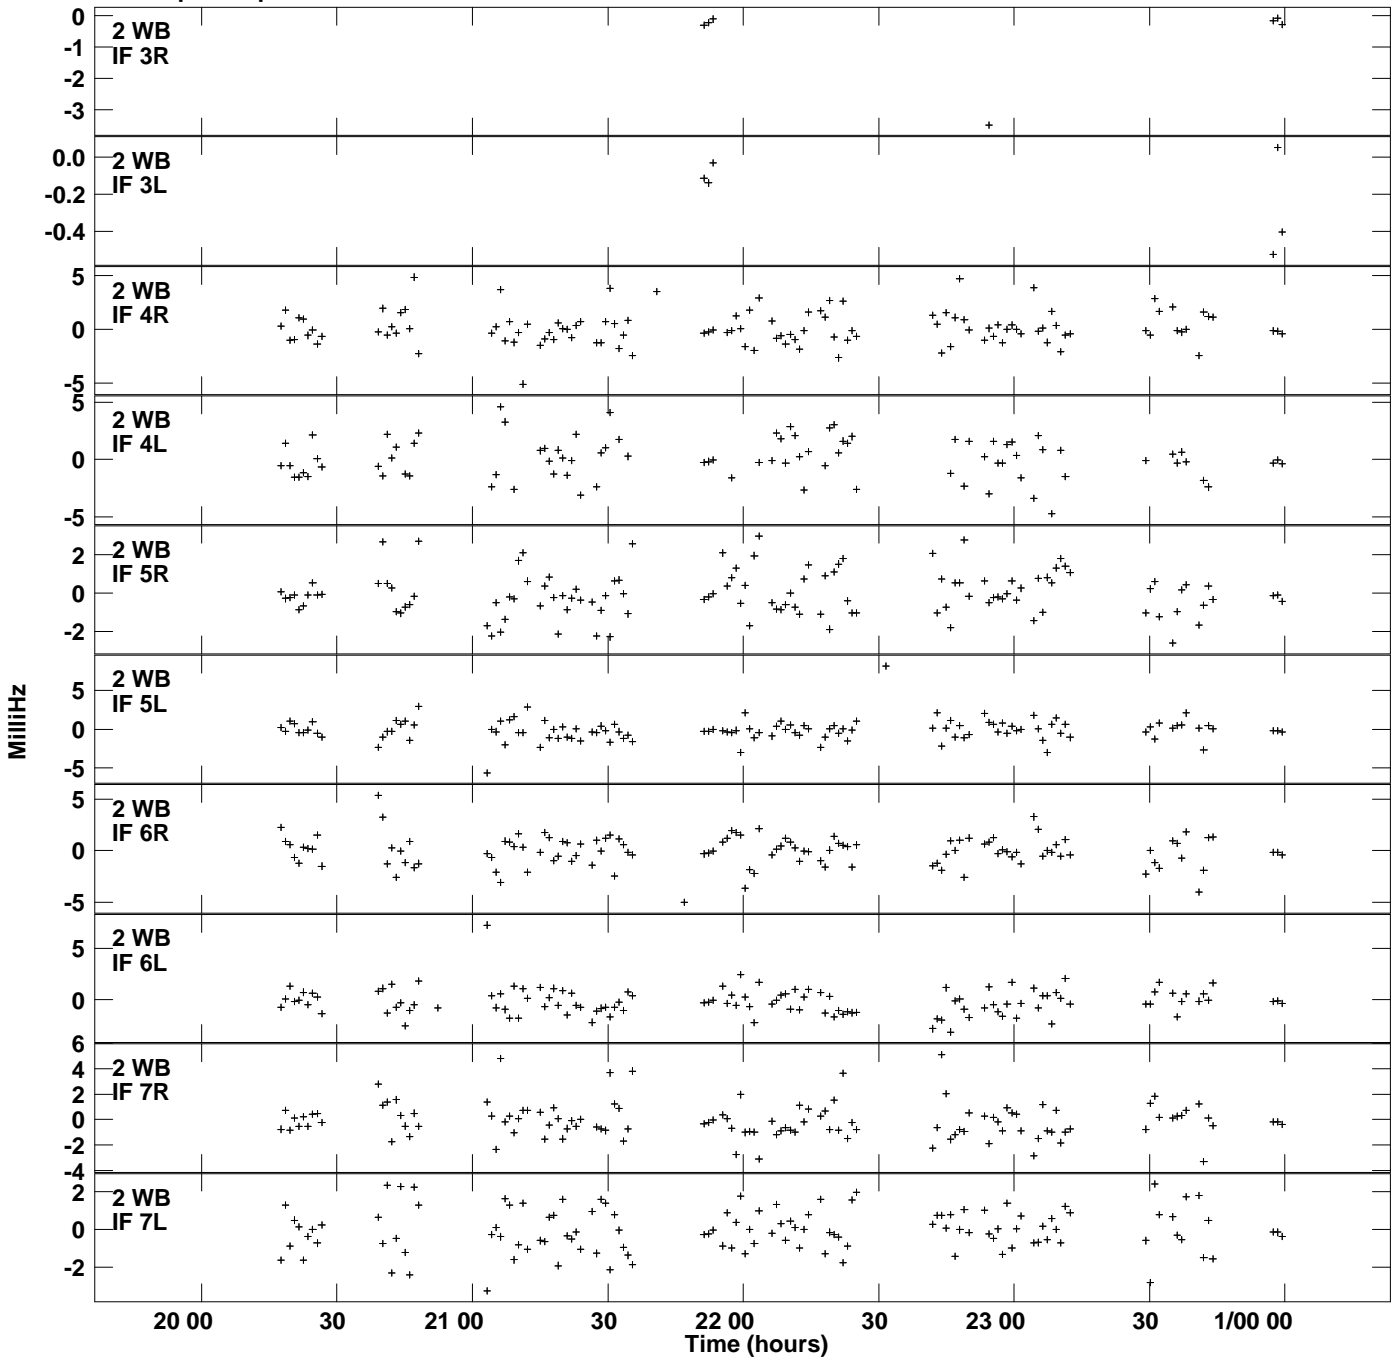 0
-1
-2
-3
2 WB
IF 3R
0.0
-0.2
-0.4
2 WB
IF 3L
5
0
-5
2 WB
IF 4R
5
0
-5
2 WB
IF 4L
2
0
-2
2 WB
IF 5R
5
0
-5
2 WB
IF 5L
5
0
-5
2 WB
IF 6R
5
0
2 WB
IF 6L
6
4
2
0
-2
-4
2 WB
IF 7R
2
0
-2
2 WB
IF 7L
MilliHz
20 00 30 21 00 30 22 00 30 23 00 30 1/00 00
Time (hours)